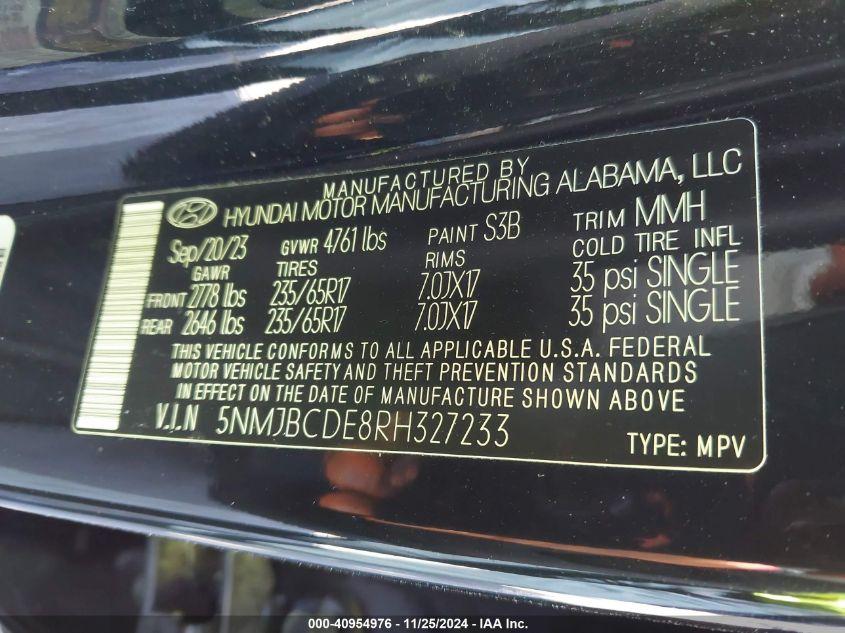 MANUFACTURED BY
HYUNDAI MOTOR MANUFACTURING ALABAMA, LLC
Sep/20/23 GVWR 4761 lbs PAINT S3B TRIM MMH
GAWR TIRES RIMS COLD TIRE INFL
FRONT 2778 lbs 235/65R17 7.0JX17 35 psi SINGLE
REAR 2646 lbs 235/65R17 7.0JX17 35 psi SINGLE
THIS VEHICLE CONFORMS TO ALL APPLICABLE U.S.A. FEDERAL
MOTOR VEHICLE SAFETY AND THEFT PREVENTION STANDARDS
IN EFFECT ON THE DATE OF MANUFACTURE SHOWN ABOVE
V.I.N 5NMJBCDE8RH327233
TYPE: MPV
000-40954976 - 11/25/2024 - IAA Inc.